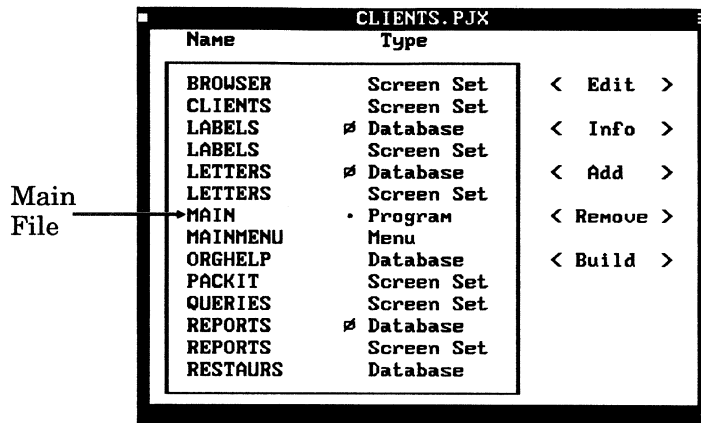 CLIENTS.PJX
Name Type
BROWSER Screen Set < Edit >
CLIENTS Screen Set
LABELS ø Database < Info >
LABELS Screen Set
LETTERS ø Database < Add >
LETTERS Screen Set
Main File
MAIN • Program < Remove >
MAINMENU Menu
ORGHELP Database < Build >
PACKIT Screen Set
QUERIES Screen Set
REPORTS ø Database
REPORTS Screen Set
RESTAURS Database